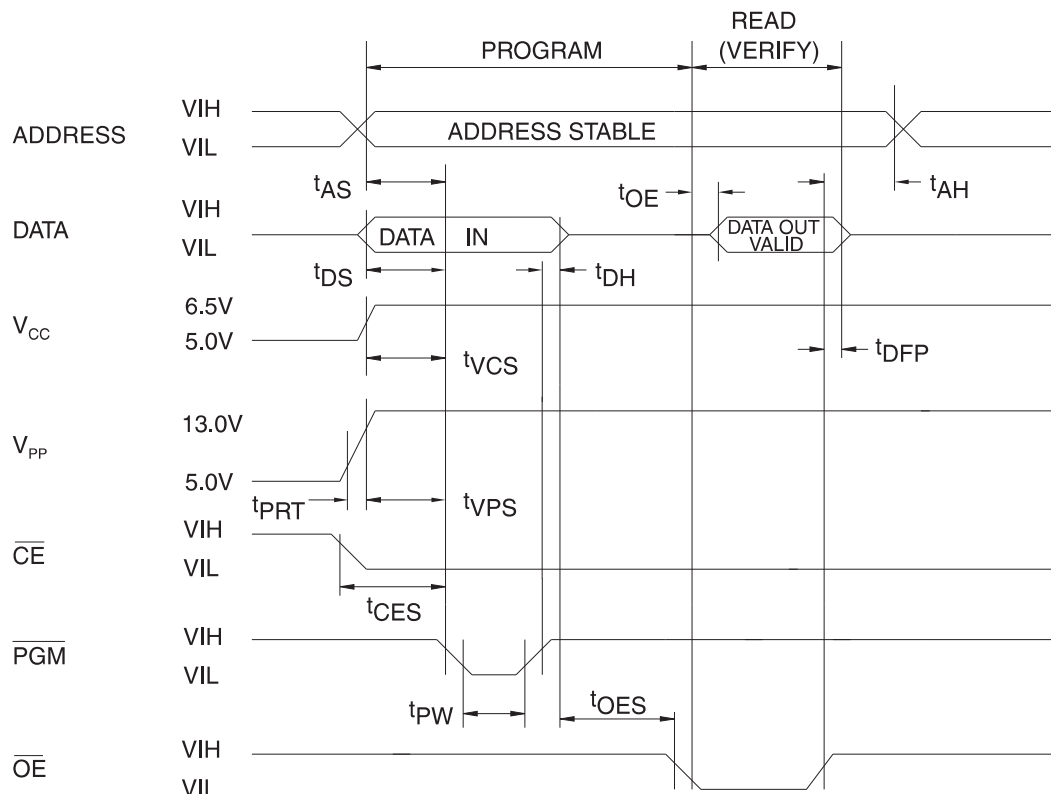 READ
PROGRAM (VERIFY)
VIH
ADDRESS ADDRESS STABLE
VIL
tAS tOE tAH
VIH
DATA DATA IN DATA OUT
VIL VALID
tDS tDH
6.5V
VCC
5.0V tVCS tDFP
13.0V
VPP
5.0V
tPRT tVPS
VIH
CE
VIL
tCES
VIH
PGM
VIL
tPW tOES
VIH
OE
VIL